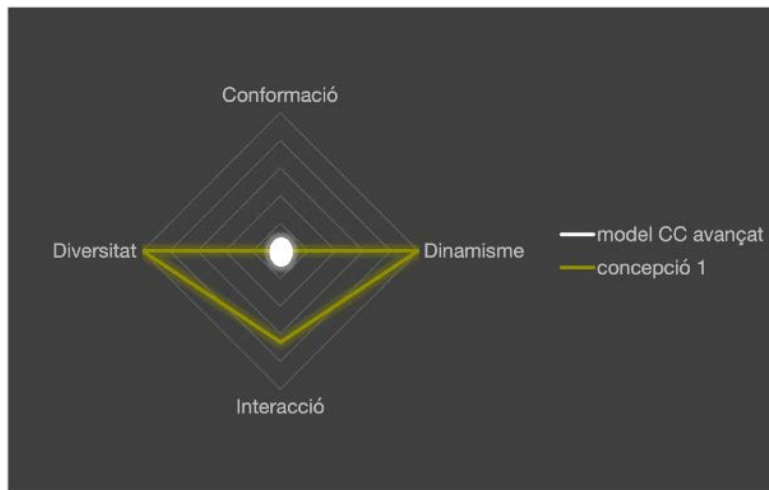 Conformació
Diversitat
Dinamisme
model CC avançat
concepció 1
Interacció